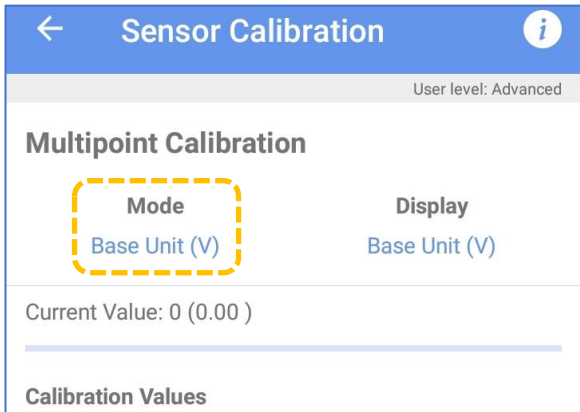 Sensor Calibration
i
User level: Advanced
Multipoint Calibration
Mode Display
Base Unit (V) Base Unit (V)
Current Value: 0 (0.00 )
Calibration Values